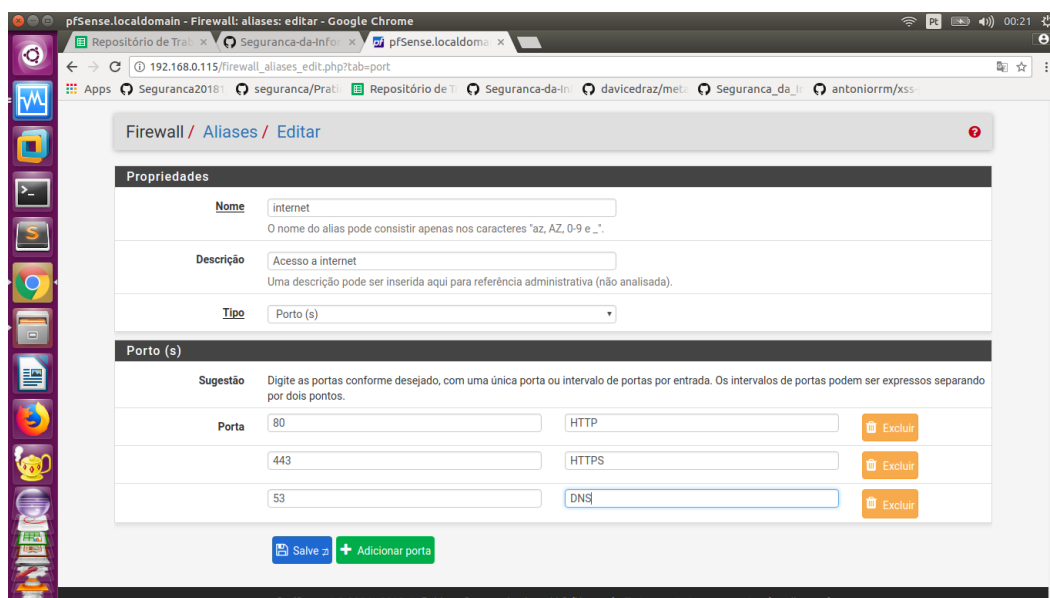 pfSense.localdomain - Firewall: aliases: editar - Google Chrome
Pt
00:21
Repositório de Tra
Seguranca-da-Infor
pfSense.localdoma
192.168.0.115/firewall_aliases_edit.php?tab=port
Apps
Seguranca20181
seguranca/Prati
Repositório de T
Seguranca-da-In
davicedraz/meta
Seguranca_da_I
antoniorrm/xss-
Firewall / Aliases / Editar
Propriedades
Nome
internet
O nome do alias pode consistir apenas nos caracteres "az, AZ, 0-9 e _".
Descrição
Acesso a internet
Uma descrição pode ser inserida aqui para referência administrativa (não analisada).
Tipo
Porto (s)
Porto (s)
Sugestão
Digite as portas conforme desejado, com uma única porta ou intervalo de portas por entrada. Os intervalos de portas podem ser expressos separando
por dois pontos.
Porta
80
HTTP
Excluir
443
HTTPS
Excluir
53
DNS
Excluir
Salve
Adicionar porta